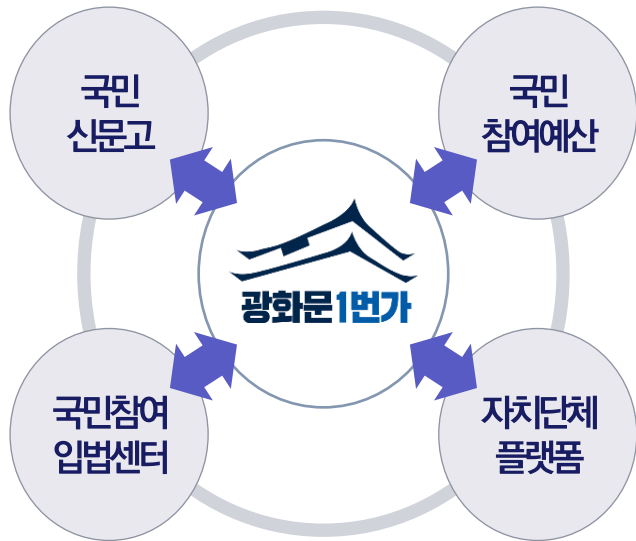 국민
신문고
국민
참여예산
광화문1번가
국민참여
입법센터
자치단체
플랫폼